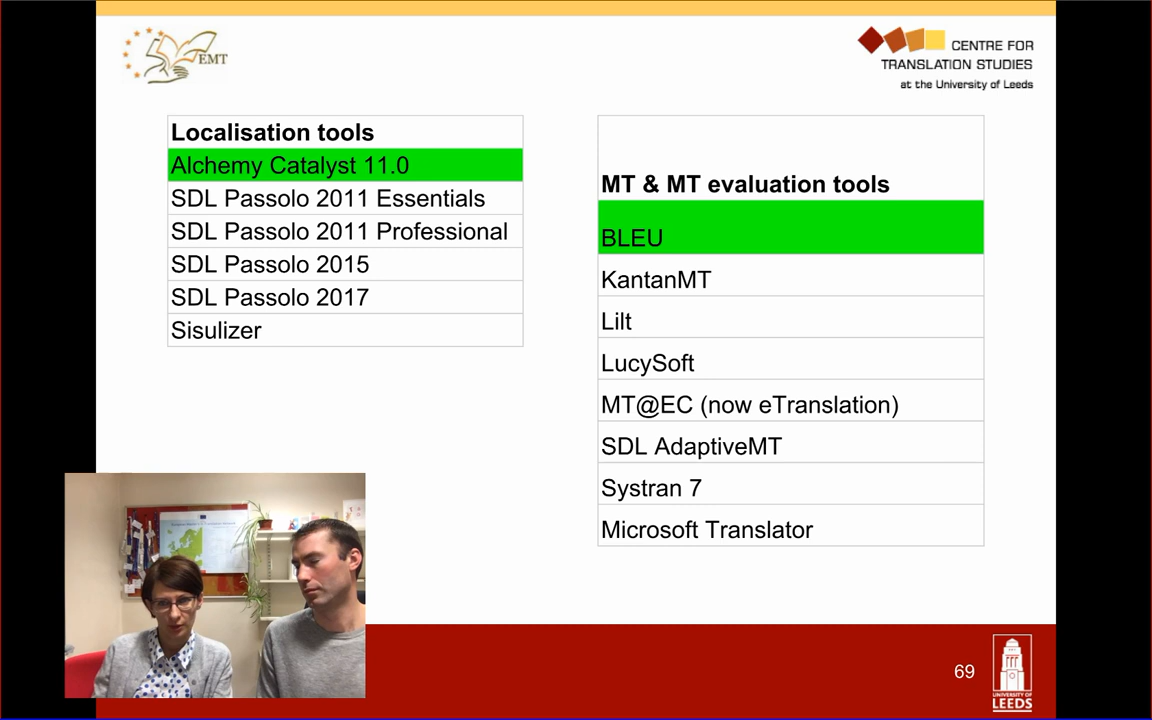 EMT
CENTRE FOR
TRANSLATION STUDIES
at the University of Leeds
Localisation tools
Alchemy Catalyst 11.0
SDL Passolo 2011 Essentials
SDL Passolo 2011 Professional
SDL Passolo 2015
SDL Passolo 2017
Sisulizer
MT & MT evaluation tools
BLEU
KantanMT
Lilt
LucySoft
MT@EC (now eTranslation)
SDL AdaptiveMT
Systran 7
Microsoft Translator
69
UNIVERSITY OF
LEEDS